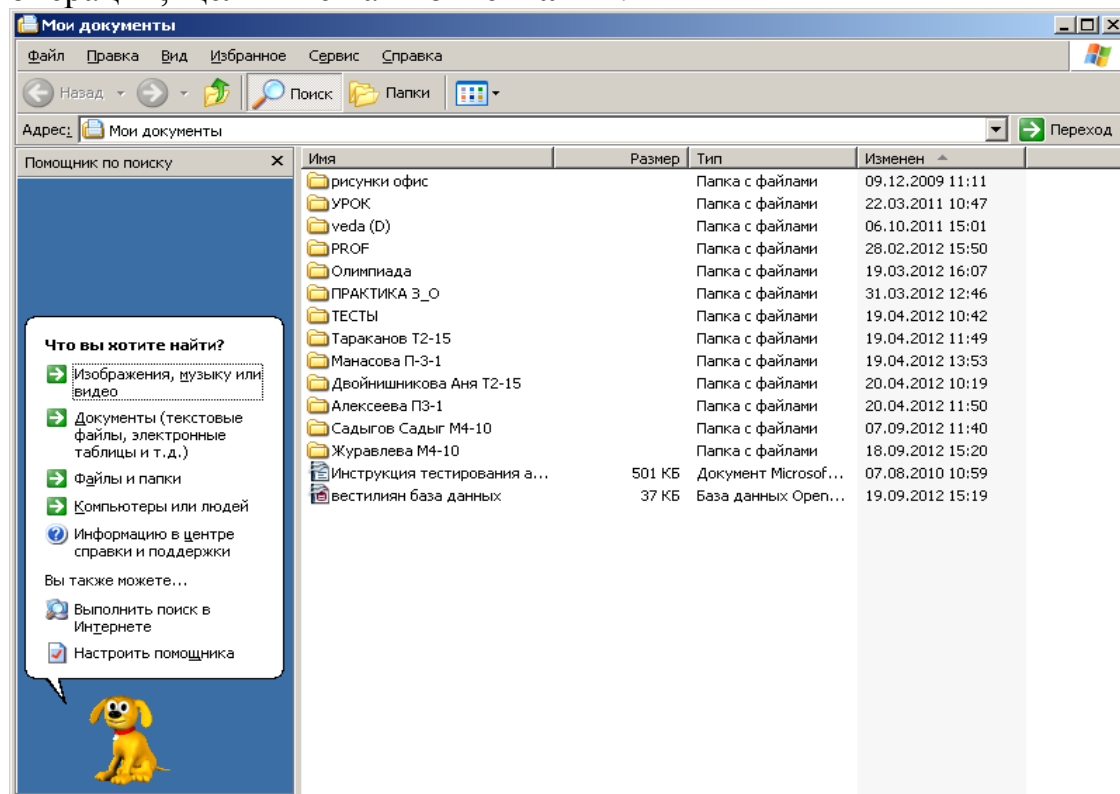 Мои документы
Файл Правка Вид Избранное Сервис Справка
Назад Поиск Папки
Адрес: Мои документы Переход
Помощник по поиску
Что вы хотите найти?
Изображения, музыку или
видео
Документы (текстовые
файлы, электронные
таблицы и т.д.)
Файлы и папки
Компьютеры или людей
Информацию в центре
справки и поддержки
Вы также можете...
Выполнить поиск в
Интернете
Настроить помощника
Имя Размер Тип Изменен
рисунки офис Папка с файлами 09.12.2009 11:11
УРОК Папка с файлами 22.03.2011 10:47
veda (D) Папка с файлами 06.10.2011 15:01
PROF Папка с файлами 28.02.2012 15:50
Олимпиада Папка с файлами 19.03.2012 16:07
ПРАКТИКА 3_О Папка с файлами 31.03.2012 12:46
ТЕСТЫ Папка с файлами 19.04.2012 10:42
Тараканов Т2-15 Папка с файлами 19.04.2012 11:49
Манасова П-3-1 Папка с файлами 19.04.2012 13:53
Двойнишникова Аня Т2-15 Папка с файлами 20.04.2012 10:19
Алексеева П3-1 Папка с файлами 20.04.2012 11:50
Садыгов Садыг М4-10 Папка с файлами 07.09.2012 11:40
Журавлева М4-10 Папка с файлами 18.09.2012 15:20
Инструкция тестирования а... 501 КБ Документ Microsof... 07.08.2010 10:59
вестилиян база данных 37 КБ База данных Open... 19.09.2012 15:19